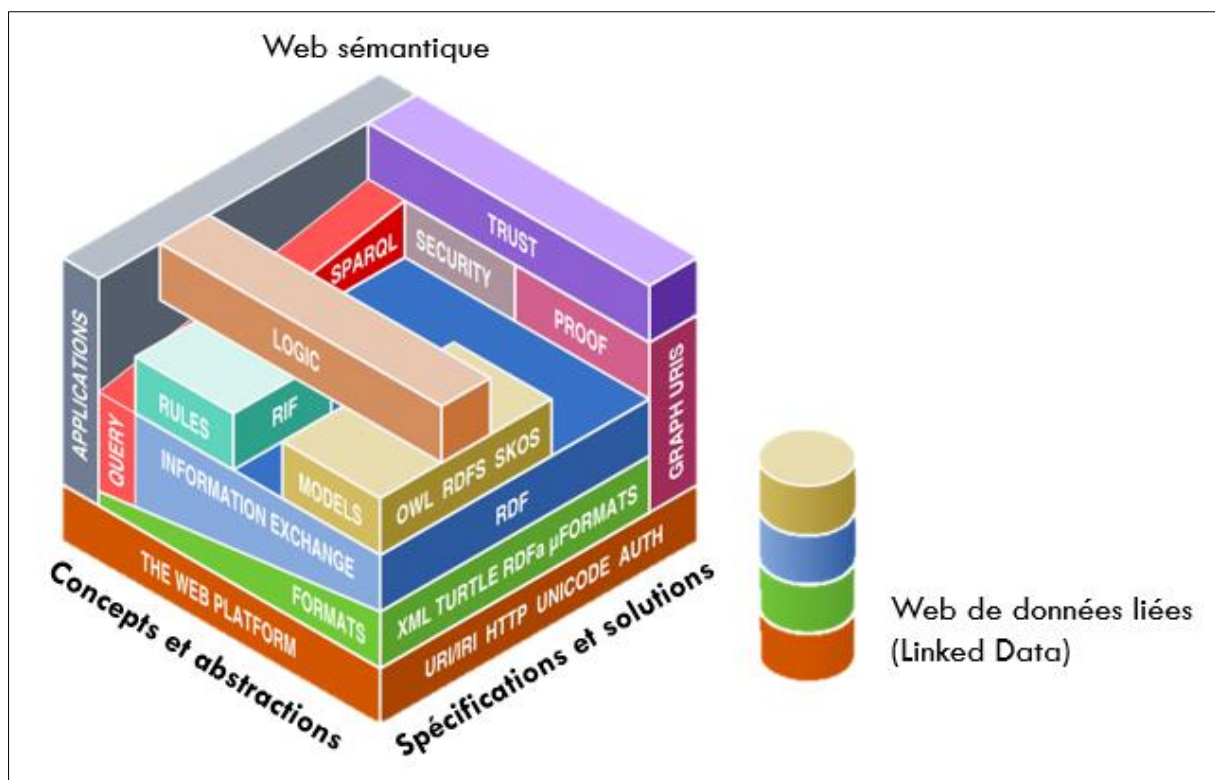 Web sémantique
TRUST
SPARQL
SECURITY
PROOF
LOGIC
APPLICATIONS
RULES
RIF
QUERY
INFORMATION EXCHANGE
MODELS
OWL RDFS SKOS
RDF
GRAPH URIS
THE WEB PLATFORM
FORMATS
XML TURTLE RDFa µFORMATS
URI/IRI HTTP UNICODE AUTH
Concepts et abstractions
Spécifications et solutions
Web de données liées
(Linked Data)